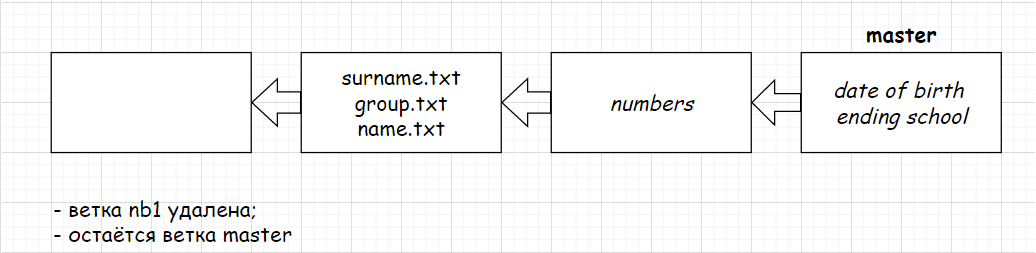 master
surname.txt
group.txt
name.txt
numbers
date of birth
ending school
- ветка nb1 удалена;
- остаётся ветка master